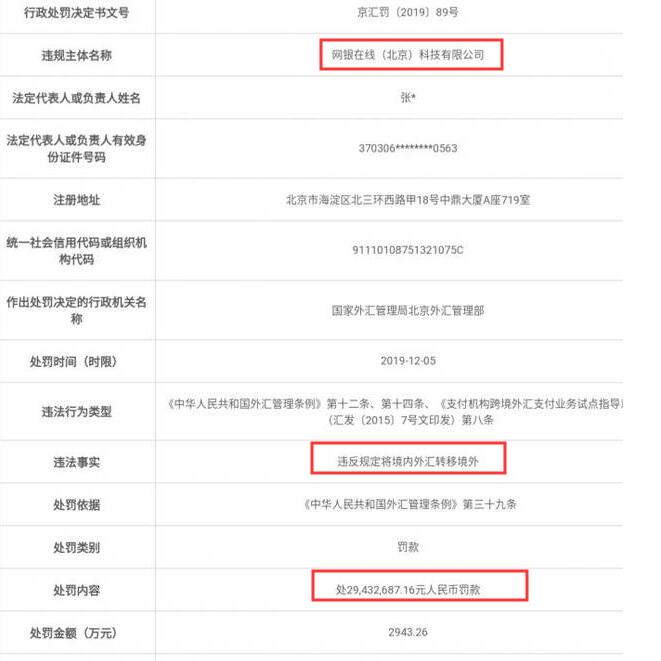 行政处罚决定书文号
京汇罚〔2019〕89号
违规主体名称
网银在线（北京）科技有限公司
法定代表人或负责人姓名
张*
法定代表人或负责人有效身
份证件号码
370306********0563
注册地址
北京市海淀区北三环西路甲18号中鼎大厦A座719室
统一社会信用代码或组织机
构代码
91110108751321075C
作出处罚决定的行政机关名
称
国家外汇管理局北京外汇管理部
处罚时间（时限）
2019-12-05
违法行为类型
《中华人民共和国外汇管理条例》第十二条、第十四条、《支付机构跨境外汇支付业务试点指导
（汇发〔2015〕7号文印发）第八条
违法事实
违反规定将境内外汇转移境外
处罚依据
《中华人民共和国外汇管理条例》第三十九条
处罚类别
罚款
处罚内容
处29,432,687.16元人民币罚款
处罚金额（万元）
2943.26